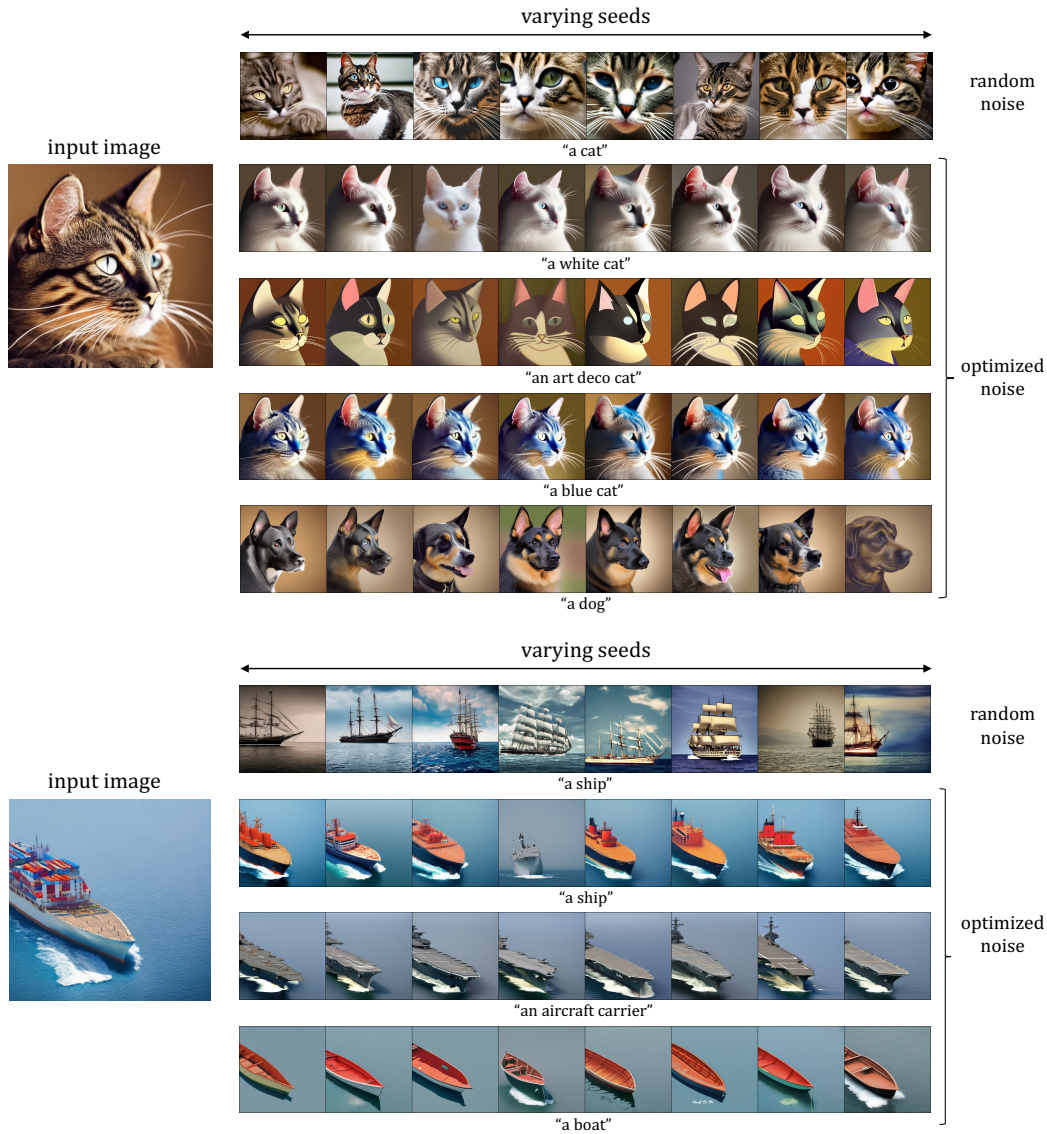 varying seeds
random
noise
“a cat”
input image
“a white cat”
“an art deco cat”
optimized
noise
“a blue cat”
“a dog”
varying seeds
random
noise
“a ship”
input image
“a ship”
optimized
noise
“an aircraft carrier”
“a boat”